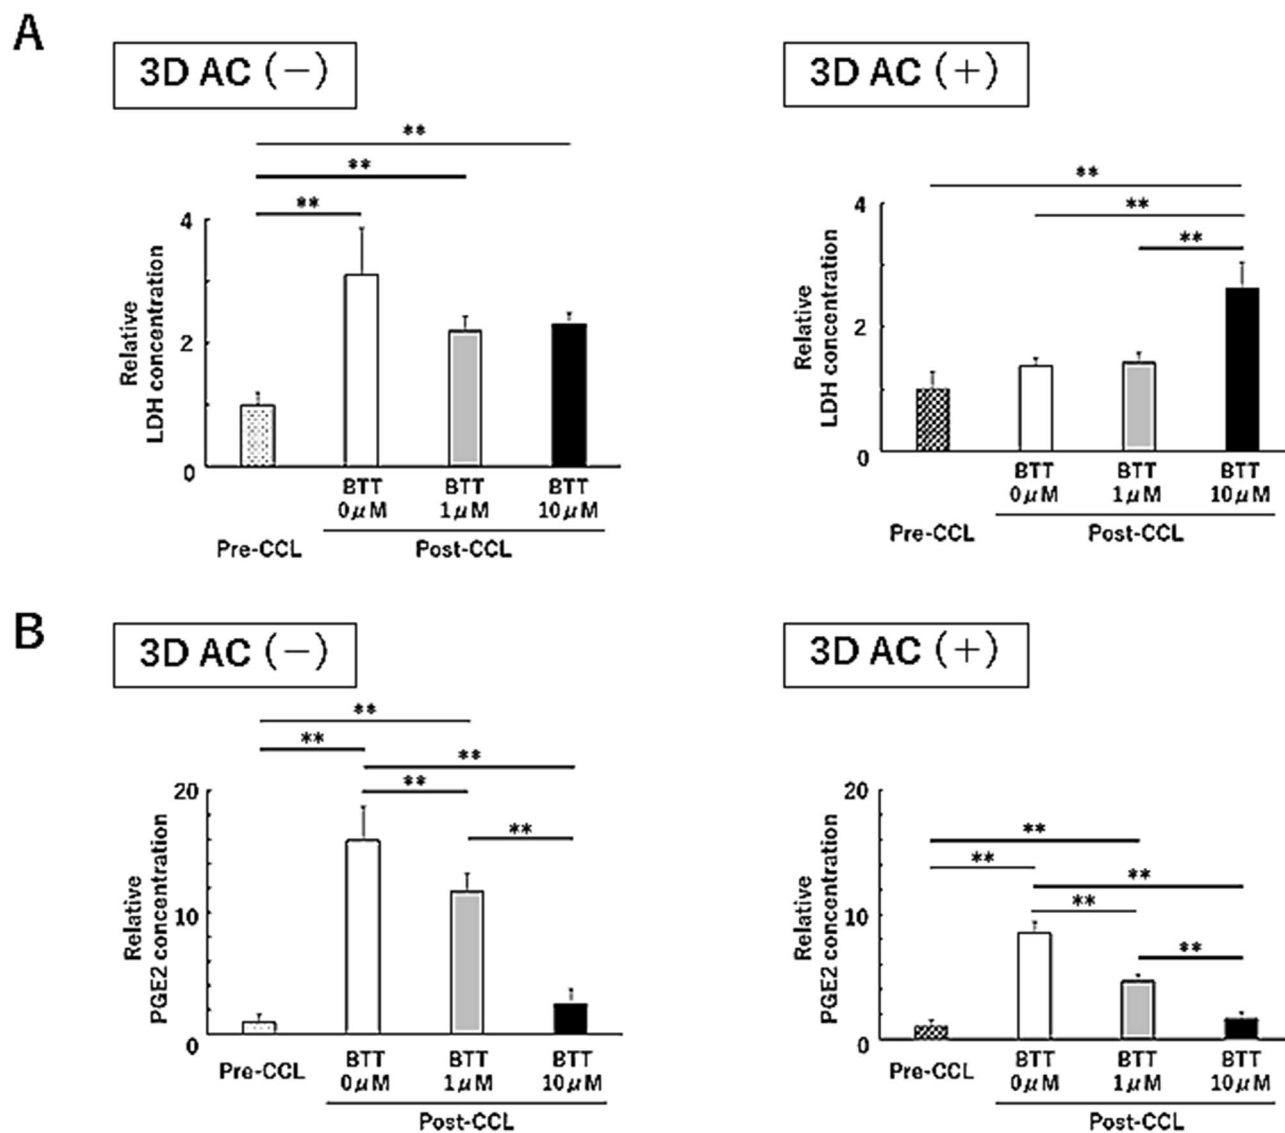 A
3D AC (−)
**
**
**
4
2
0
Relative
LDH concentration
BTT
0μM
BTT
1μM
BTT
10μM
Pre-CCL
Post-CCL
3D AC (+)
**
**
**
4
2
0
Relative
LDH concentration
BTT
0μM
BTT
1μM
BTT
10μM
Pre-CCL
Post-CCL
B
3D AC (−)
**
**
**
**
**
20
10
0
Relative
PGE2 concentration
Pre-CCL
BTT
0μM
BTT
1μM
BTT
10μM
Post-CCL
3D AC (+)
**
**
**
**
**
20
10
0
Relative
PGE2 concentration
Pre-CCL
BTT
0μM
BTT
1μM
BTT
10μM
Post-CCL